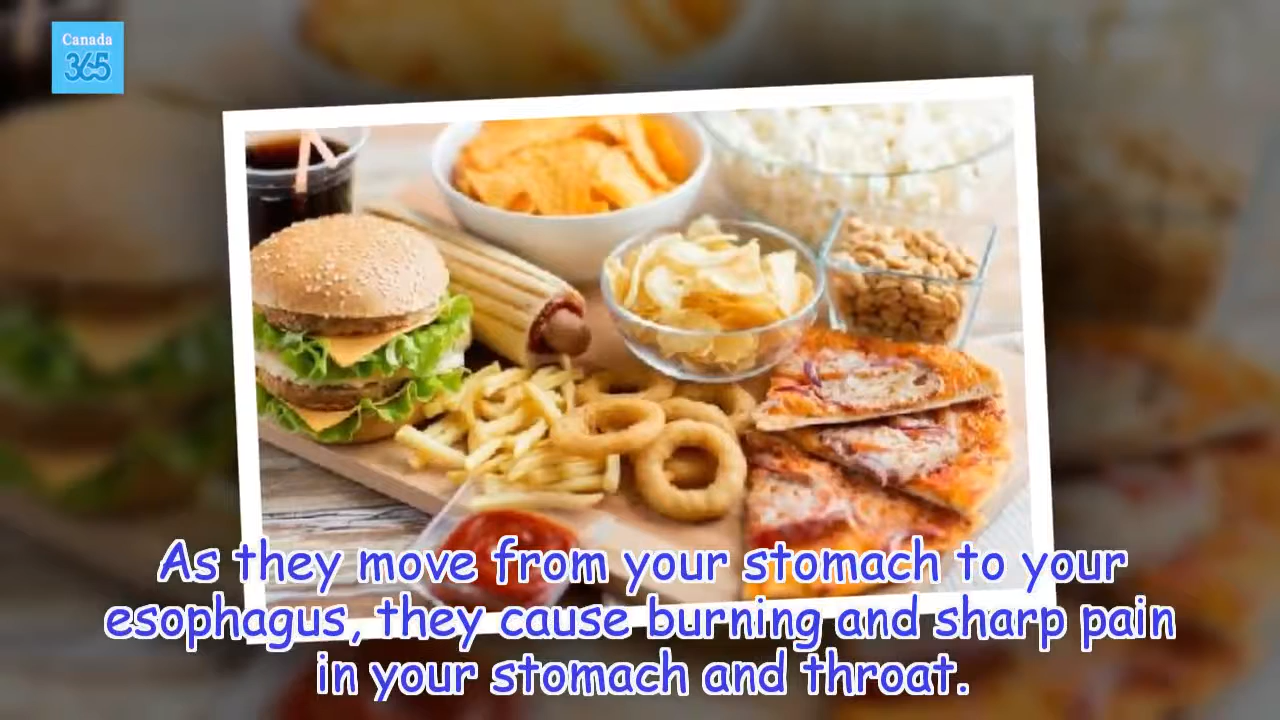 Canada
365
As they move from your stomach to your
esophagus, they cause burning and sharp pain
in your stomach and throat.